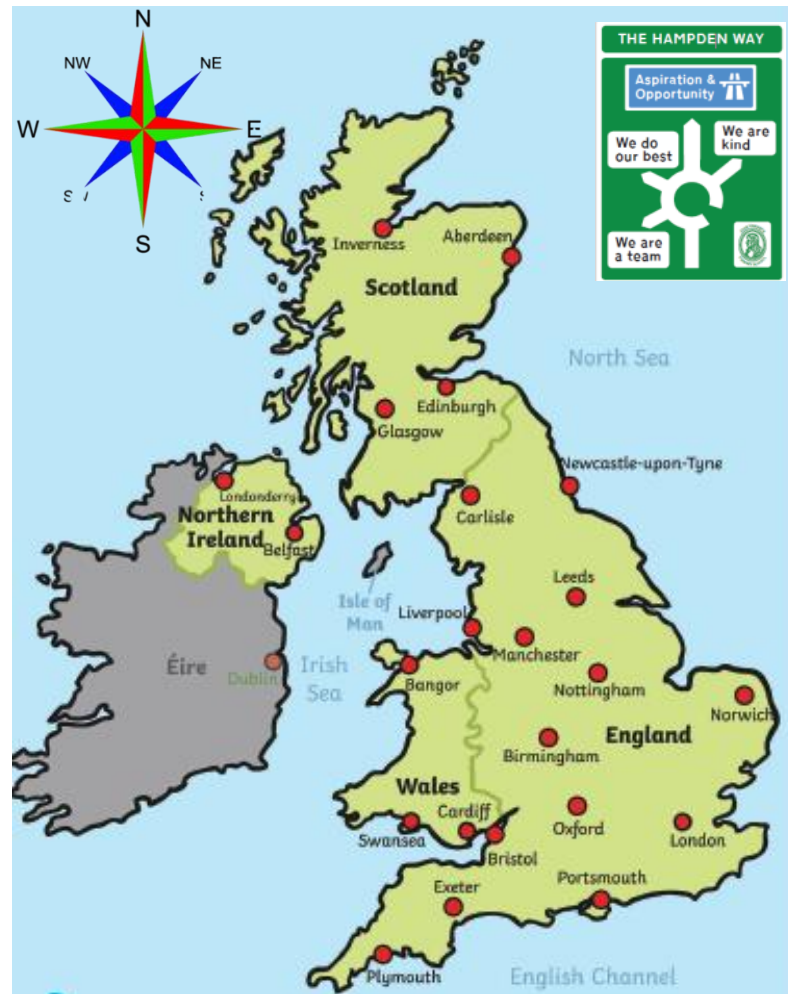 N
NW
NE
W
E
S
S
THE HAMPDEN WAY
Aspiration &
Opportunity
We do
our best
We are
kind
We are
a team
Inverness
Aberdeen
Scotland
North Sea
Edinburgh
Glasgow
Newcastle-upon-Tyne
Londonderry
Carlisle
Northern
Ireland
Belfast
Leeds
Isle of
Man
Liverpool
Manchester
Éire
Dublin
Irish
Sea
Bangor
Nottingham
Norwich
England
Birmingham
Wales
Cardiff
Swansea
Oxford
London
Bristol
Portsmouth
Exeter
Plymouth
English Channel